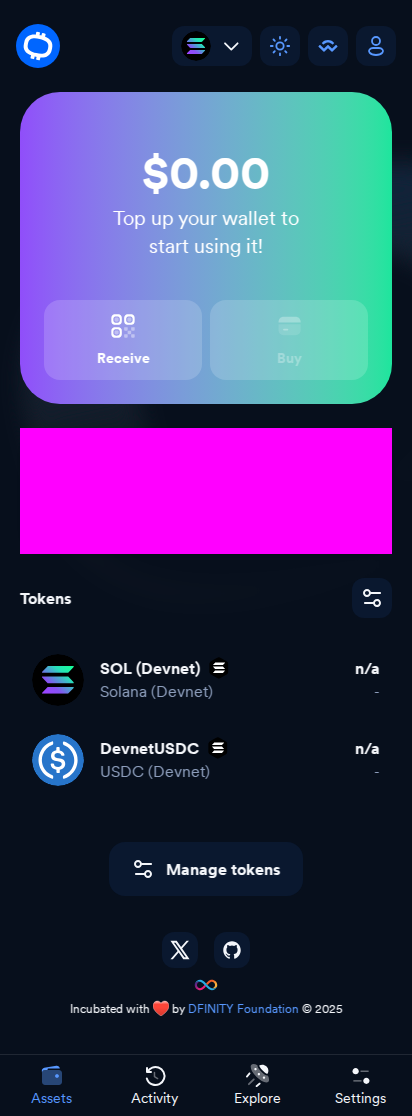 $0.00
Top up your wallet to
start using it!
Receive
Buy
Tokens
SOL (Devnet)
n/a
Solana (Devnet)
-
DevnetUSDC
n/a
USDC (Devnet)
-
Manage tokens
Incubated with ❤️ by DFINITY Foundation © 2025
Assets
Activity
Explore
Settings